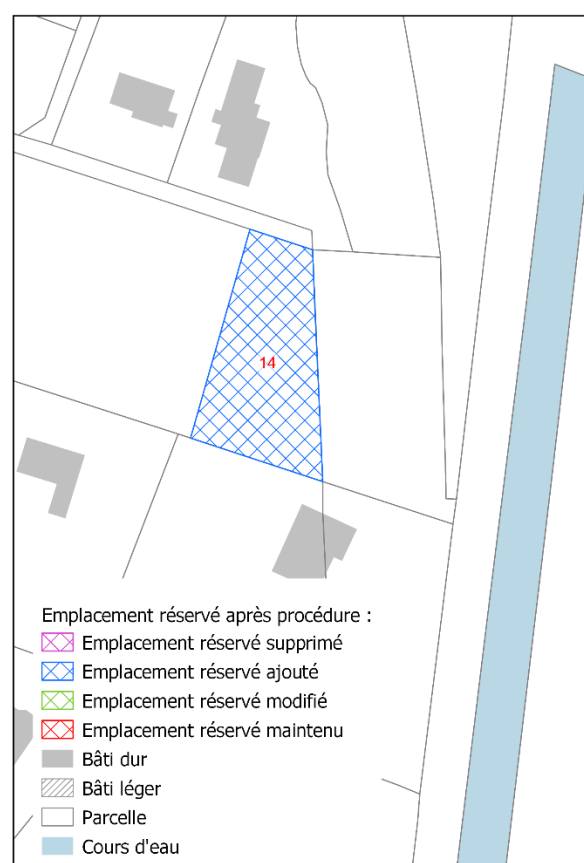 14
Emplacement réservé après procédure :
Emplacement réservé supprimé
Emplacement réservé ajouté
Emplacement réservé modifié
Emplacement réservé maintenu
Bâti dur
Bâti léger
Parcelle
Cours d'eau